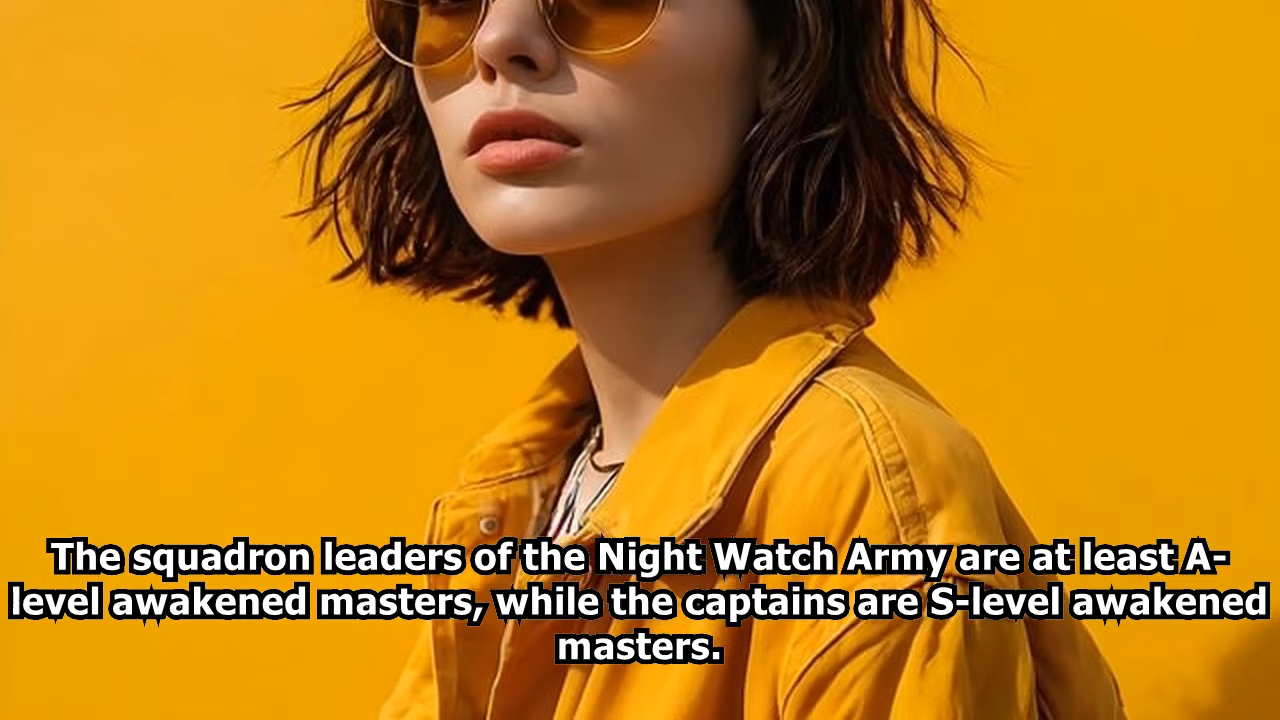 The squadron leaders of the Night Watch Army are at least A-
level awakened masters, while the captains are S-level awakened
masters.